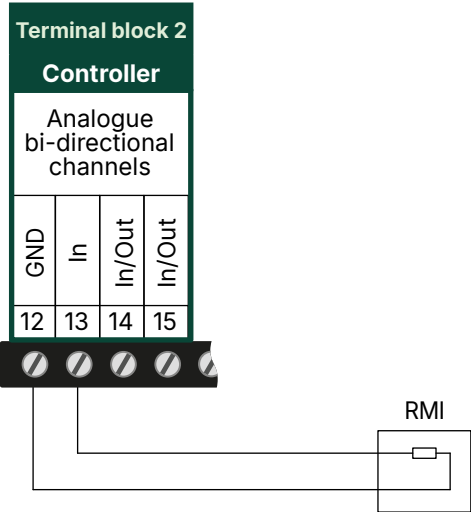 Terminal block 2
Controller
Analogue
bi-directional
channels
GND
In
In/Out
In/Out
12 13 14 15
RMI